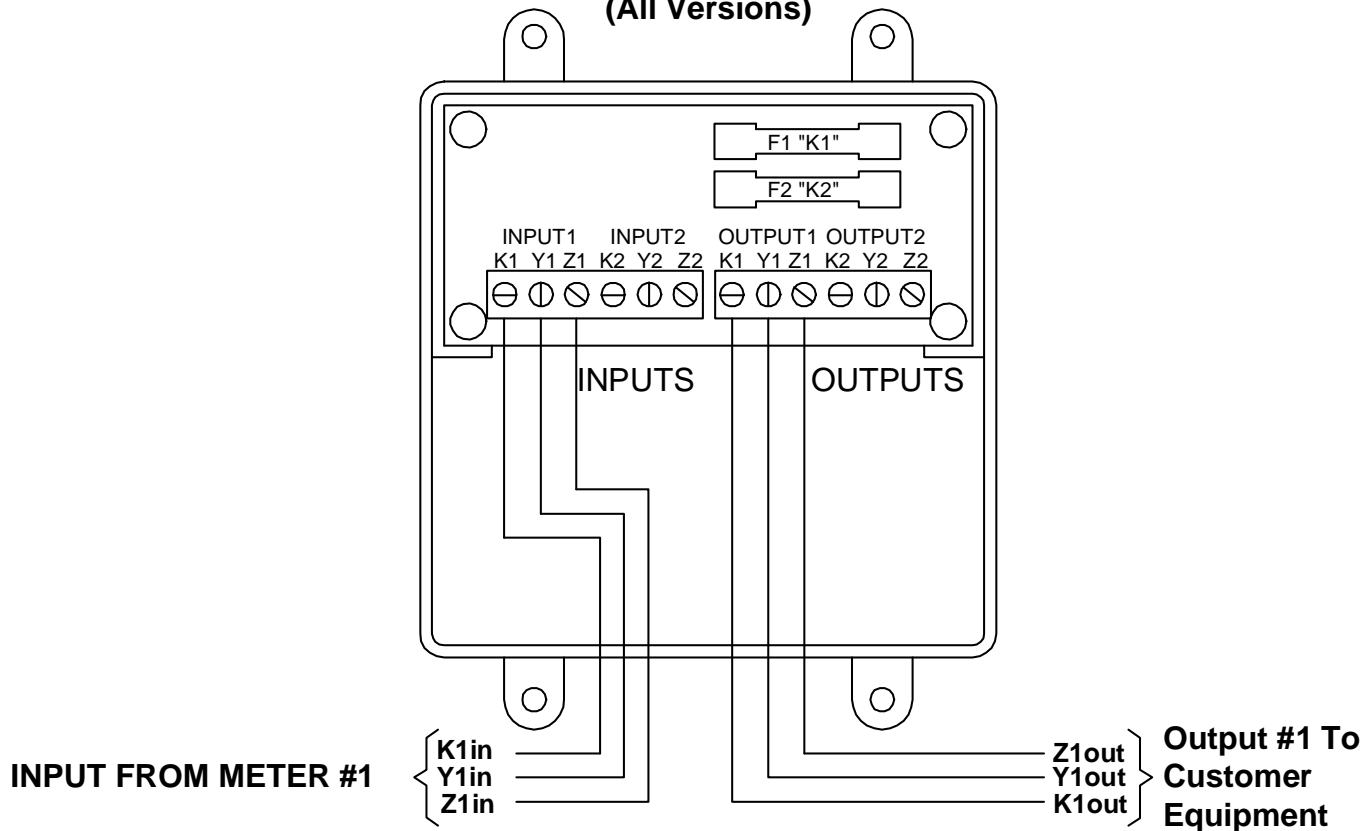 (All Versions)
F1 "K1"
F2 "K2"
INPUT1 INPUT2 OUTPUT1 OUTPUT2
K1 Y1 Z1 K2 Y2 Z2 K1 Y1 Z1 K2 Y2 Z2
INPUTS OUTPUTS
INPUT FROM METER #1
K1in
Y1in
Z1in
Z1out
Y1out
K1out
Output #1 To
Customer
Equipment